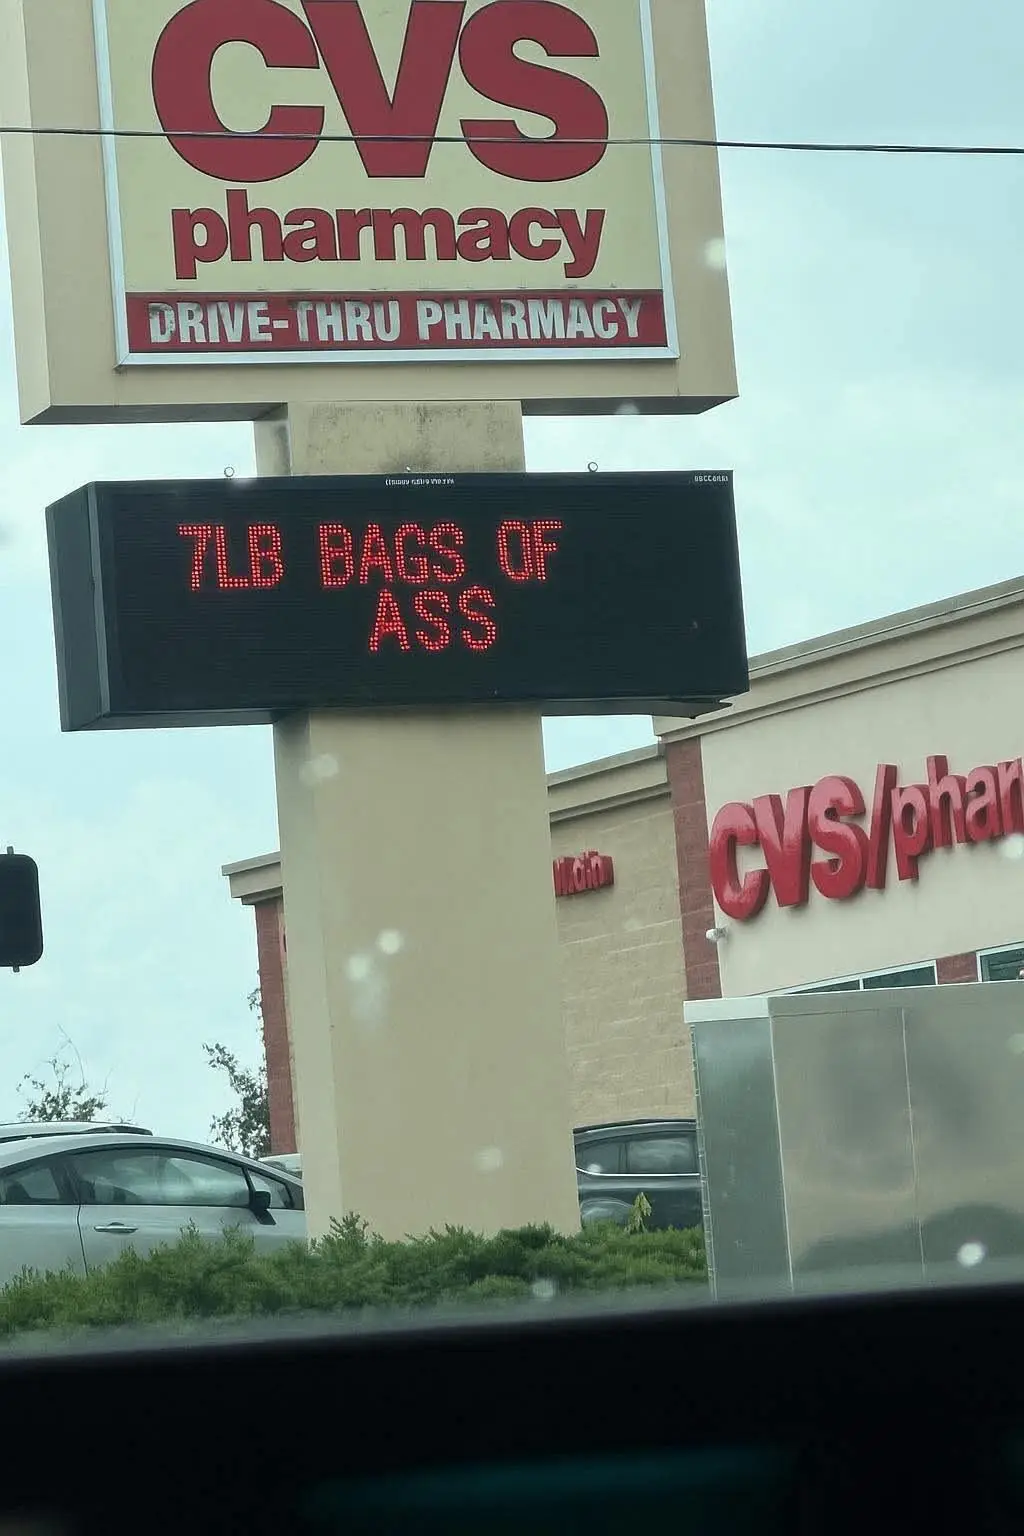 CVS
pharmacy
DRIVE-THRU PHARMACY
7LB BAGS OF
ASS
CVS/phar